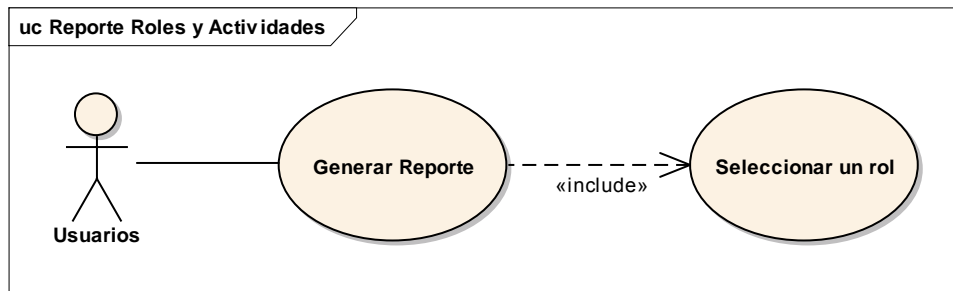 uc Reporte Roles y Actividades
Generar Reporte
«include»
Seleccionar un rol
Usuarios